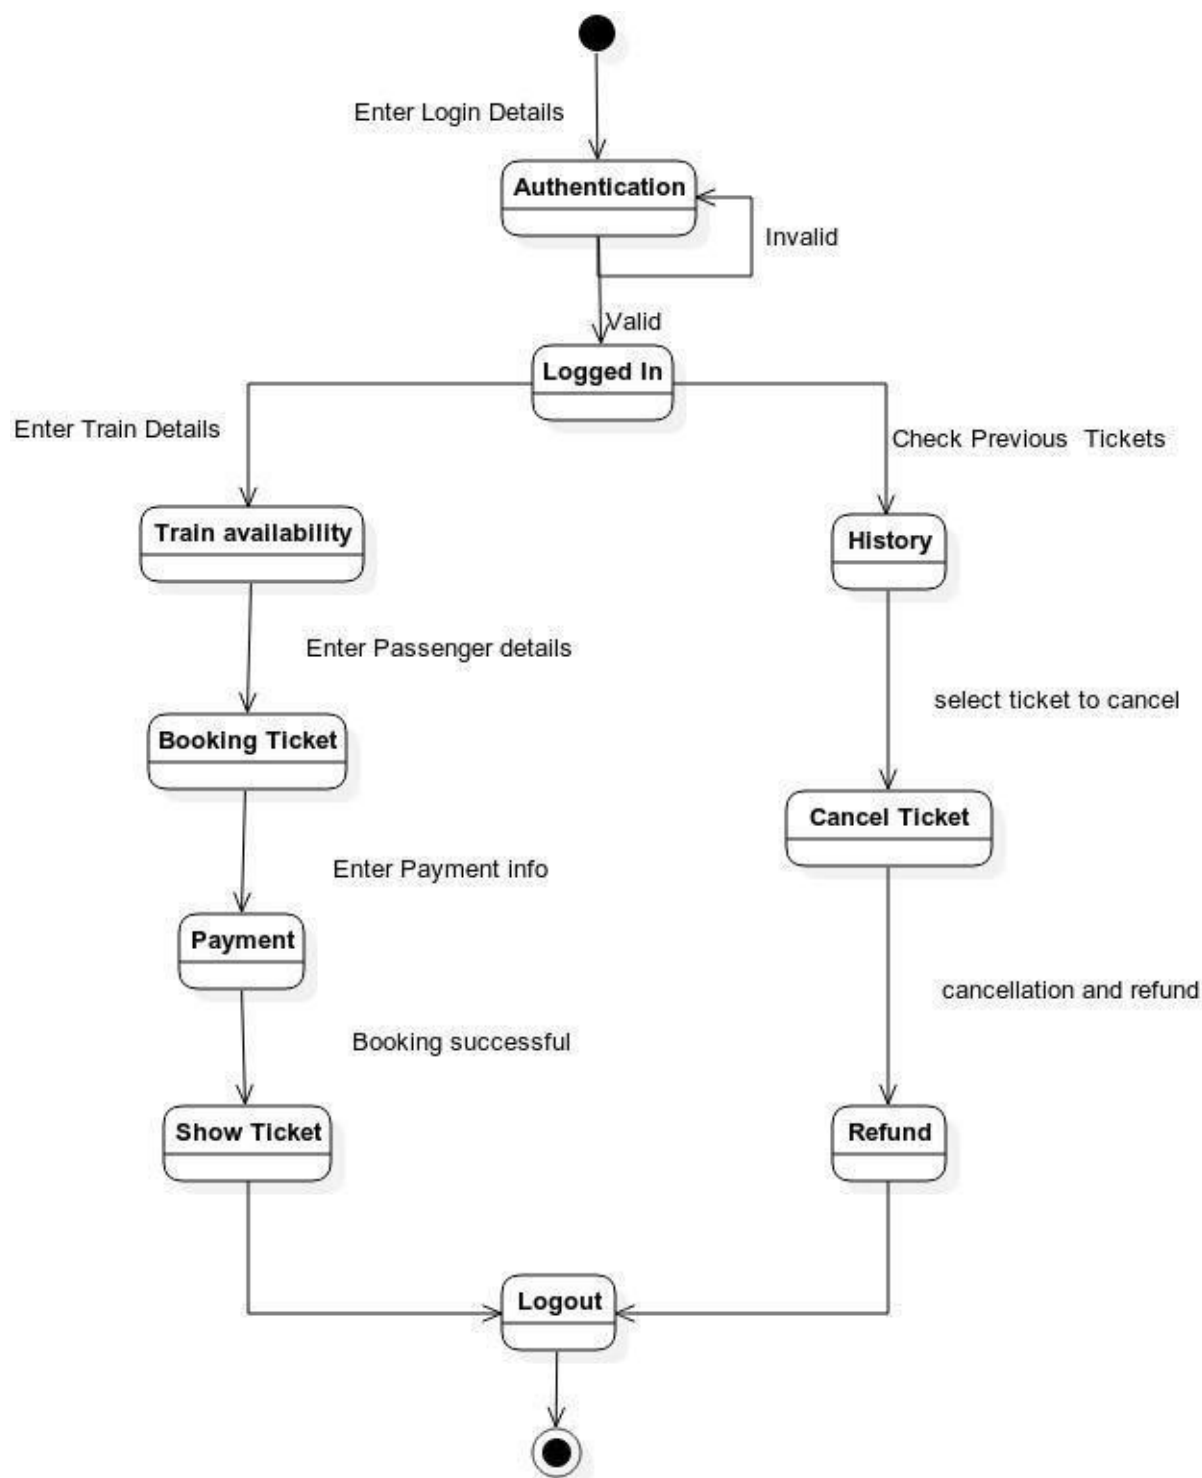 Enter Login Details
Authentication
Invalid
Valid
Logged In
Enter Train Details
Check Previous  Tickets
Train availability
History
Enter Passenger details
select ticket to cancel
Booking Ticket
Cancel Ticket
Enter Payment info
Payment
cancellation and refund
Booking successful
Show Ticket
Refund
Logout